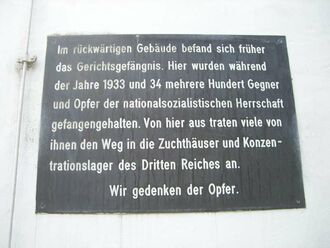 Im rückwärtigen Gebäude befand sich früher
das Gerichtsgefängnis. Hier wurden während
der Jahre 1933 und 34 mehrere Hundert Gegner
und Opfer der nationalsozialistischen Herrschaft
gefangengehalten. Von hier aus traten viele von
ihnen den Weg in die Zuchthäuser und Konzen-
trationslager des Dritten Reiches an.
Wir gedenken der Opfer.